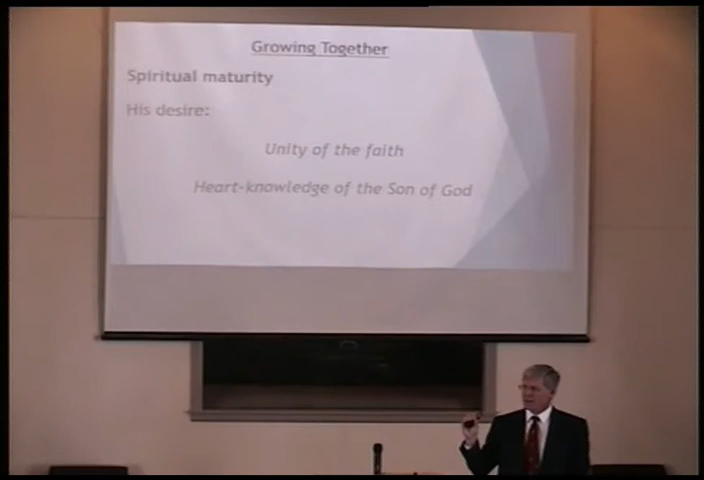 Growing Together
Spiritual maturity
His desire:
Unity of the faith
Heart-knowledge of the Son of God